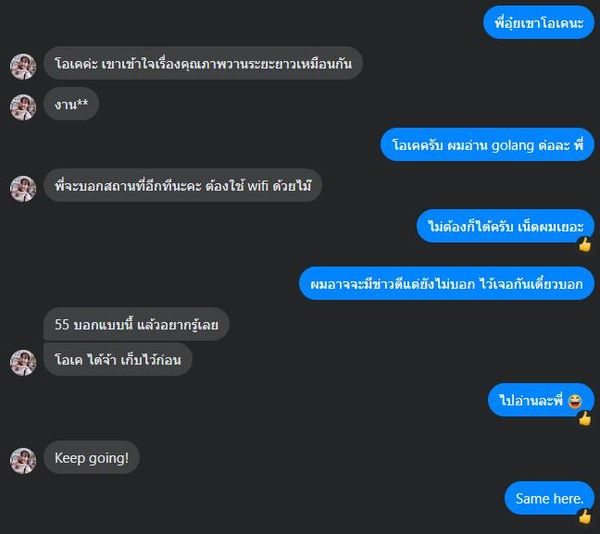 พี่อุ๋ยเขาโอเคนะ
โอเคค่ะ เขาเข้าใจเรื่องคุณภาพวานระยะยาวเหมือนกัน
งาน**
โอเคครับ ผมอ่าน golang ต่อละ พี่
พี่จะบอกสถานที่อีกทีนะคะ ต้องใช้ wifi ด้วยไม๊
ไม่ต้องก็ได้ครับ เน็ตผมเยอะ
ผมอาจจะมีข่าวดีแต่ยังไม่บอก ไว้เจอกันเดี๋ยวบอก
55 บอกแบบนี้ แล้วอยากรู้เลย
โอเค ได้จ้า เก็บไว้ก่อน
ไปอ่านละพี่ 😂
Keep going!
Same here.